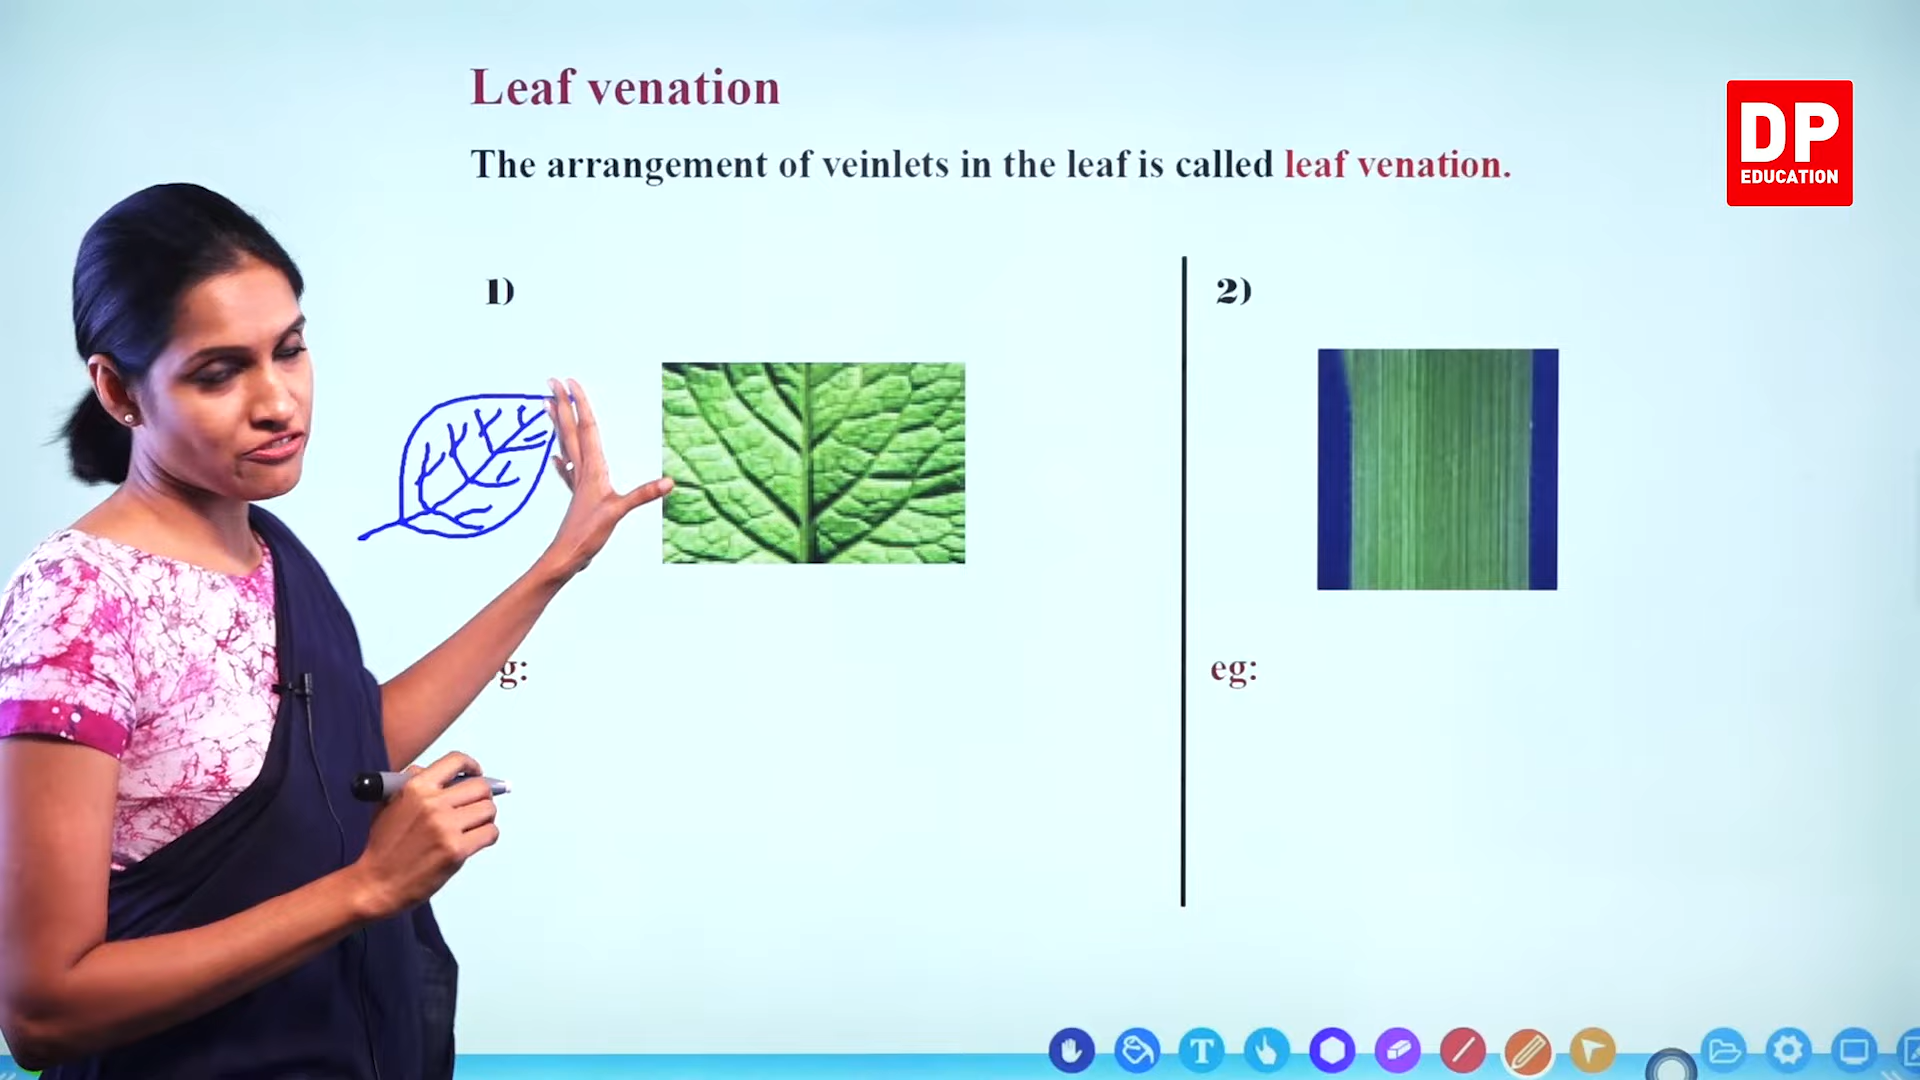 Leaf venation
The arrangement of veinlets in the leaf is called leaf venation.
DP
EDUCATION
1)
2)
g:
eg:
T